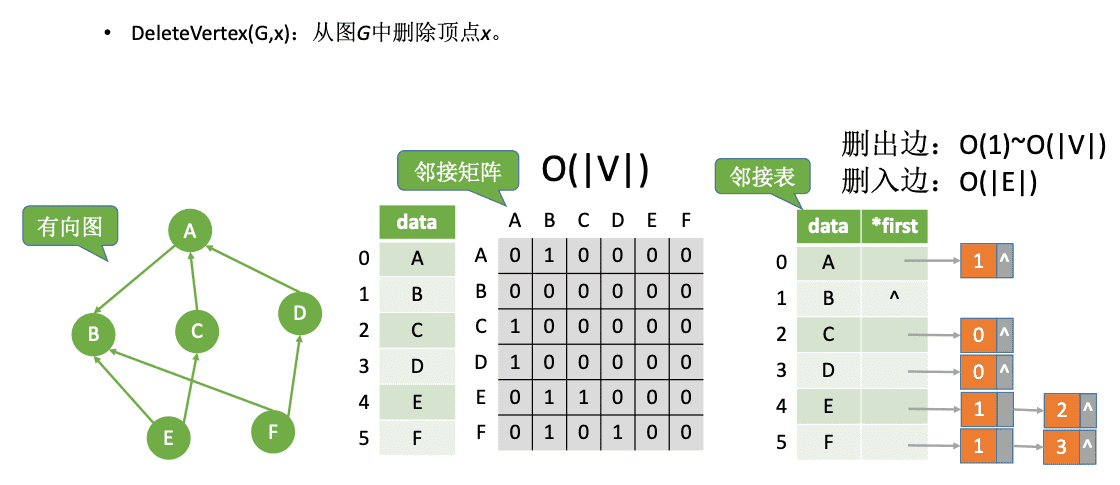 • DeleteVertex(G,x)：从图G中删除顶点x。
删出边：O(1)~O(|V|)
删入边：O(|E|)
邻接矩阵
O(|V|)
邻接表
有向图
A
B
C
D
E
F
data
0 A
1 B
2 C
3 D
4 E
5 F
A B C D E F
A 0 1 0 0 0 0
B 0 0 0 0 0 0
C 1 0 0 0 0 0
D 1 0 0 0 0 0
E 0 1 1 0 0 0
F 0 1 0 1 0 0
data *first
0 A 1 ^
1 B ^
2 C 0 ^
3 D 0 ^
4 E 1 2 ^
5 F 1 3 ^